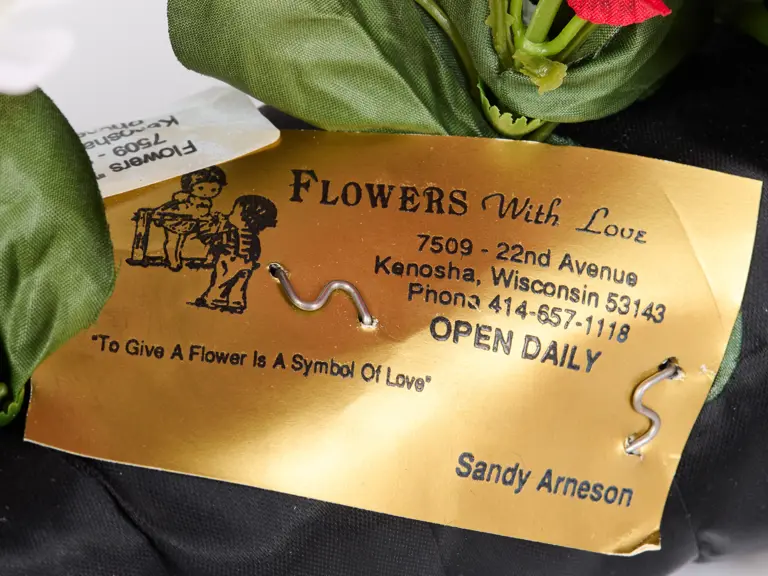 FLOWERS With Love
7509 - 22nd Avenue
Kenosha, Wisconsin 53143
Phone 414-657-1118
OPEN DAILY
"To Give A Flower Is A Symbol Of Love"
Sandy Arneson
Flowers
7509 -
Kenosha